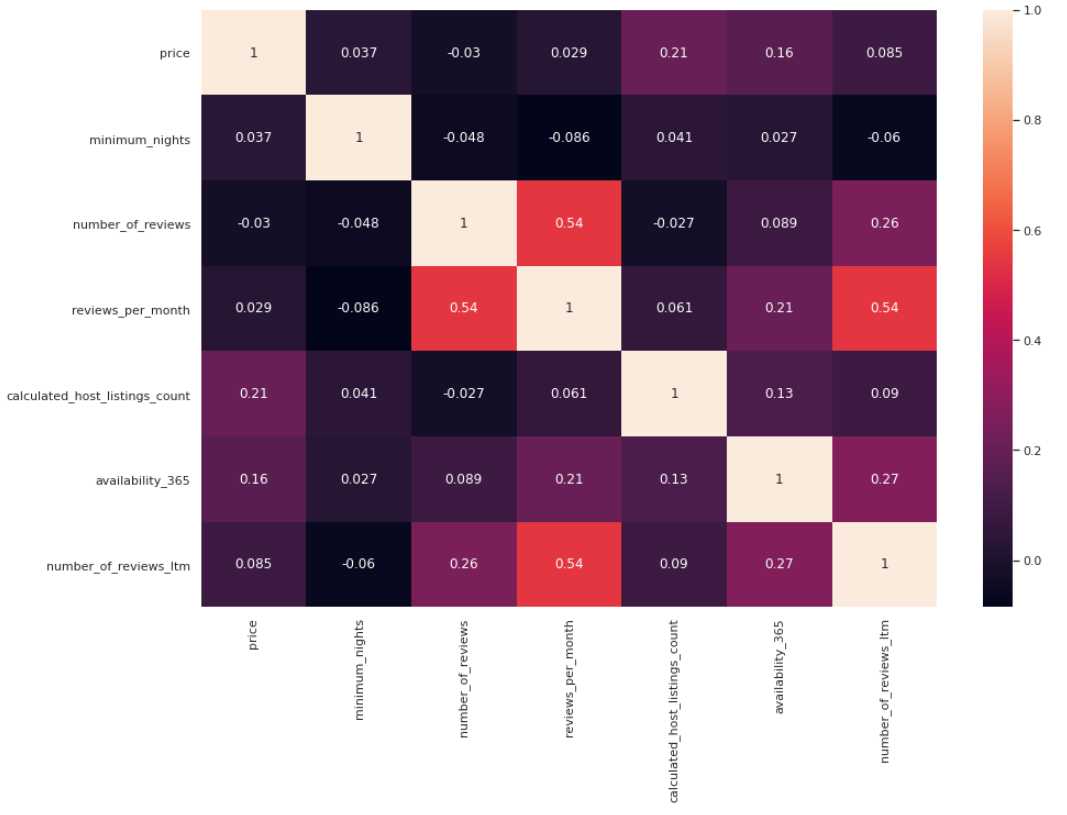 price 1 0.037 -0.03 0.029 0.21 0.16 0.085
minimum_nights 0.037 1 -0.048 -0.086 0.041 0.027 -0.06
number_of_reviews -0.03 -0.048 1 0.54 -0.027 0.089 0.26
reviews_per_month 0.029 -0.086 0.54 1 0.061 0.21 0.54
calculated_host_listings_count 0.21 0.041 -0.027 0.061 1 0.13 0.09
availability_365 0.16 0.027 0.089 0.21 0.13 1 0.27
number_of_reviews_ltm 0.085 -0.06 0.26 0.54 0.09 0.27 1
price
minimum_nights
number_of_reviews
reviews_per_month
calculated_host_listings_count
availability_365
number_of_reviews_ltm
1.0
0.8
0.6
0.4
0.2
0.0